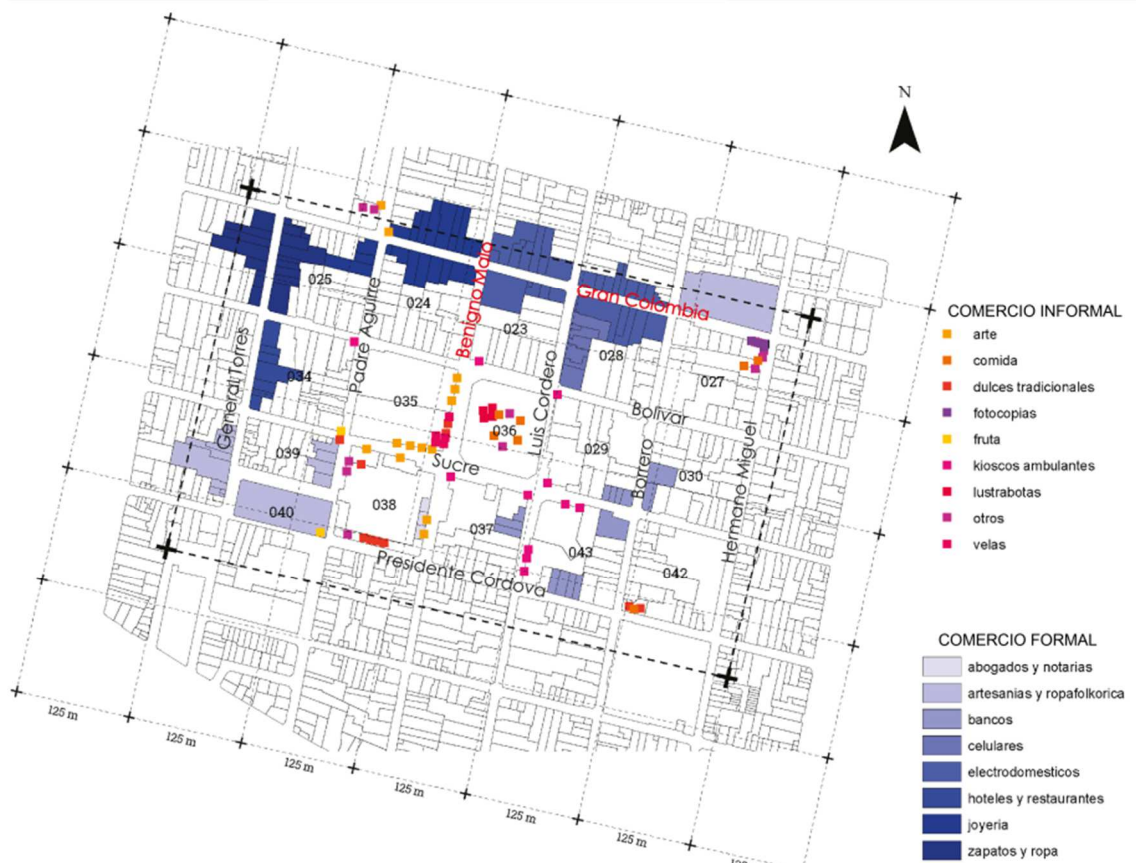 N
025
024
Benigno Malo
Gran Colombia
023
028
027
Padre Aguirre
General Torres
034
035
036
Luis Cordero
Bolivar
029
Borrero
030
Hermano Miguel
039
Sucre
038
040
037
043
042
Presidente Córdova
125 m
125 m
125 m
125 m
125 m
125 m
COMERCIO INFORMAL
arte
comida
dulces tradicionales
fotocopias
fruta
kioscos ambulantes
lustrabotas
otros
velas
COMERCIO FORMAL
abogados y notarias
artesanias y ropafolkorica
bancos
celulares
electrodomesticos
hoteles y restaurantes
joyeria
zapatos y ropa